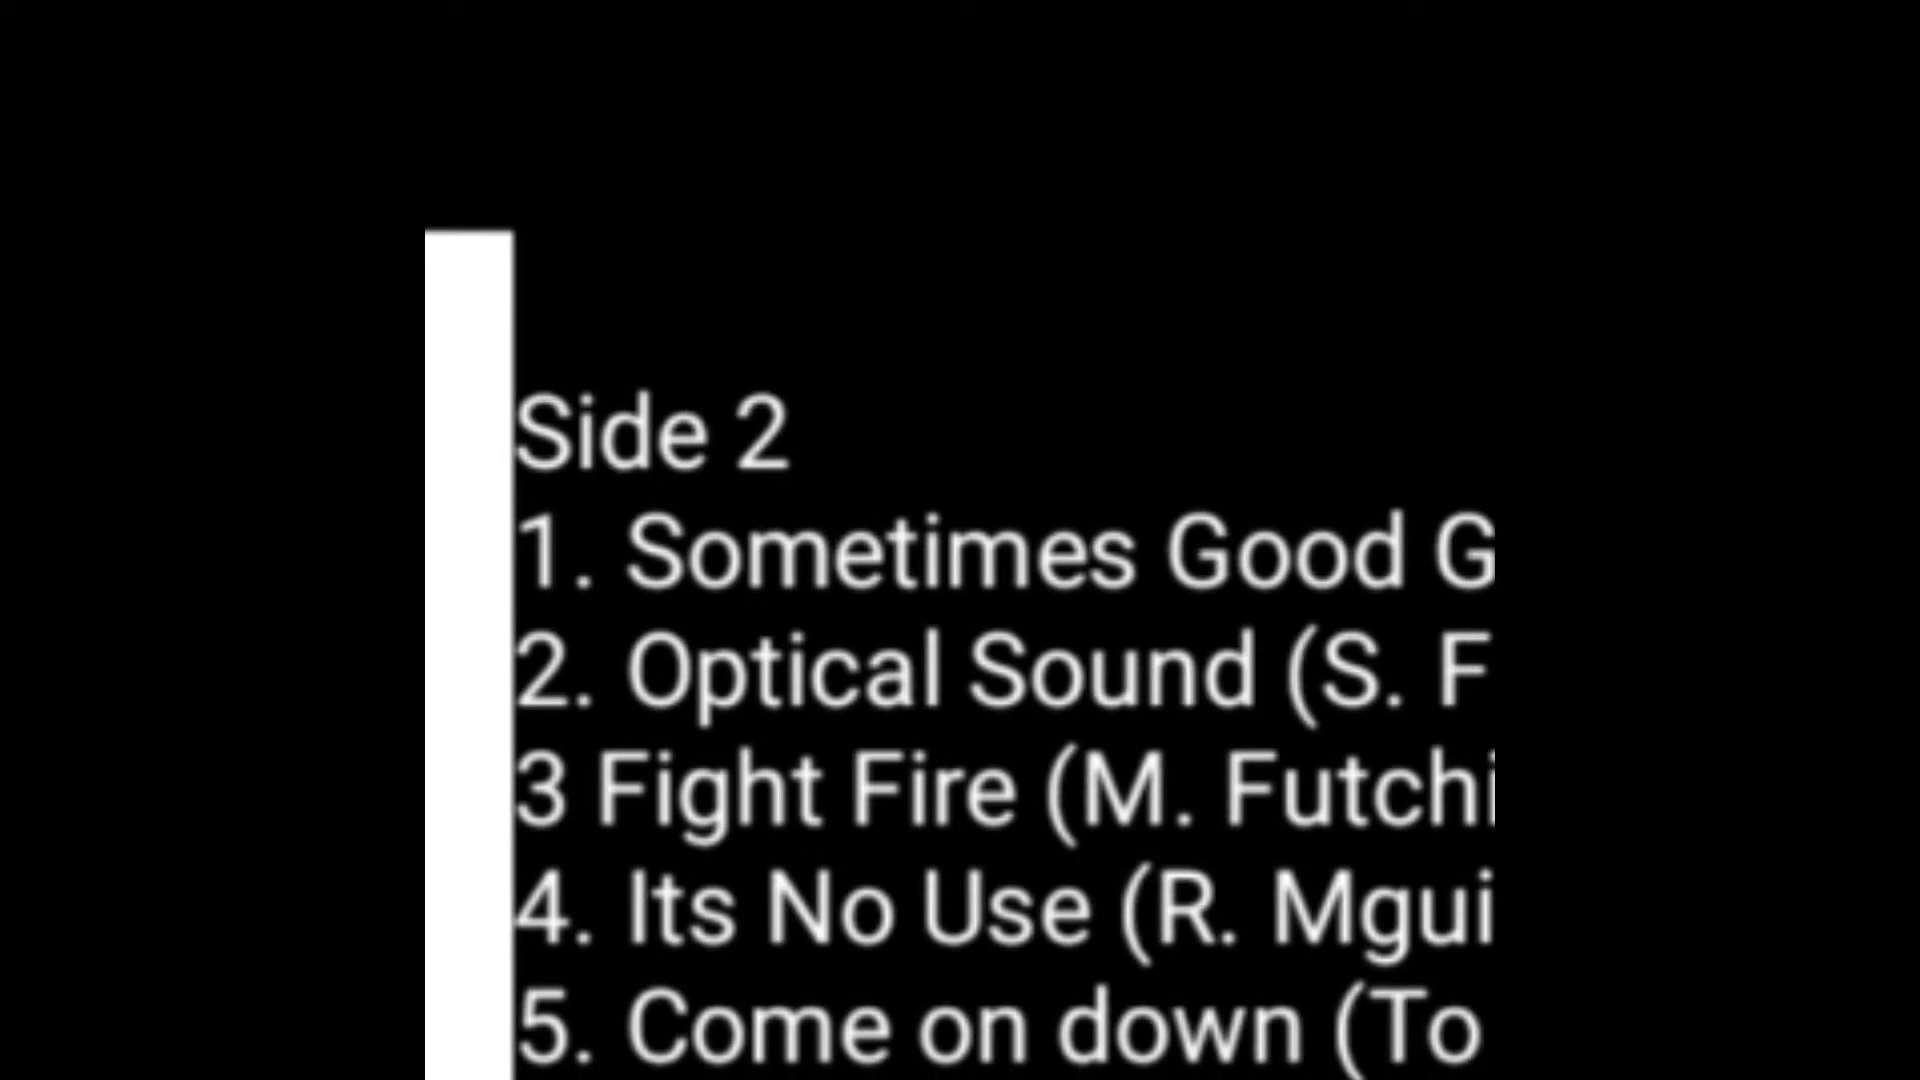 Side 2
1. Sometimes Good G
2. Optical Sound (S. F
3 Fight Fire (M. Futchi
4. Its No Use (R. Mgui
5. Come on down (To